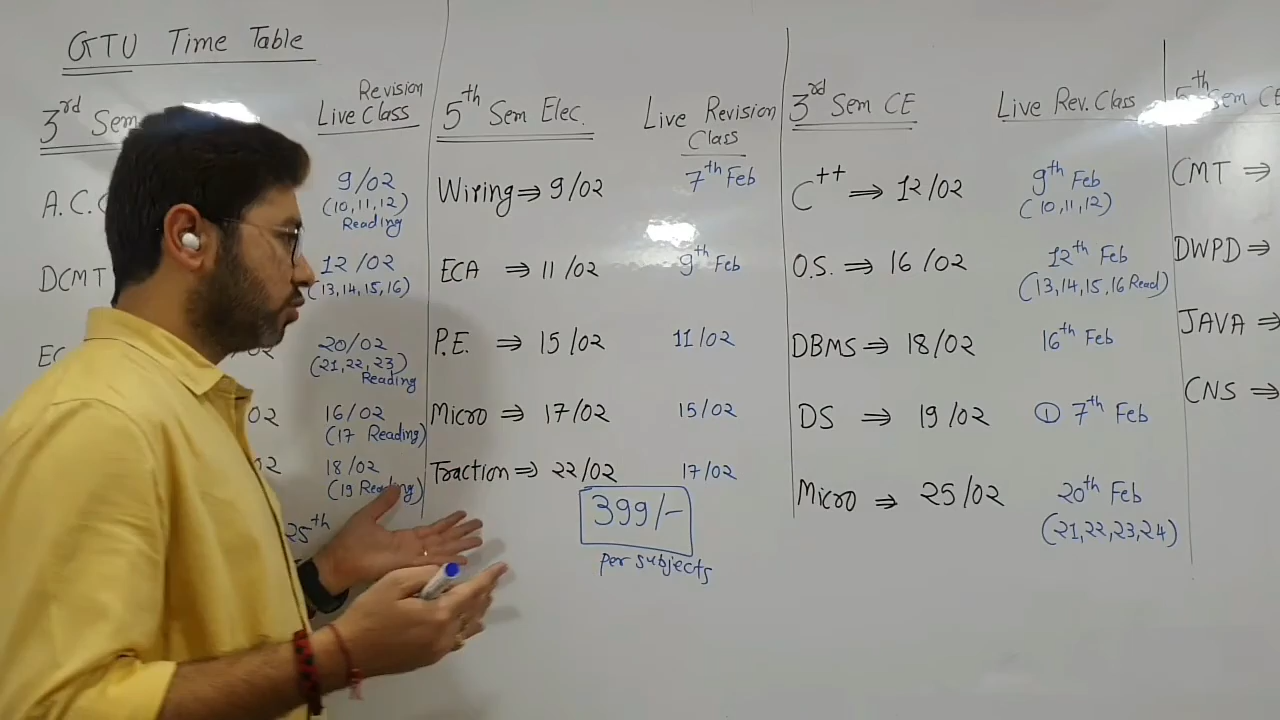 GTU Time Table
3rd Sem
Revision
Live Class
A.C.
9/02
(10,11,12)
Reading
DCMT
12/02
(13,14,15,16)
20/02
(21,22,23)
Reading
02
16/02
(17 Reading)
02
18/02
(19 Reading)
25th
5th Sem Elec.
Live Revision
Class
Wiring ⇒ 9/02
7th Feb
ECA ⇒ 11/02
9th Feb
P.E. ⇒ 15/02
11/02
Micro ⇒ 17/02
15/02
Traction ⇒ 22/02
17/02
399/-
per subjects
3rd Sem CE
Live Rev. Class
C++ ⇒ 12/02
9th Feb
(10,11,12)
O.S. ⇒ 16/02
12th Feb
(13,14,15,16 Read)
DBMS ⇒ 18/02
16th Feb
DS ⇒ 19/02
① 7th Feb
Micro ⇒ 25/02
20th Feb
(21,22,23,24)
5th Sem CE
CMT ⇒
DWPD ⇒
JAVA ⇒
CNS ⇒